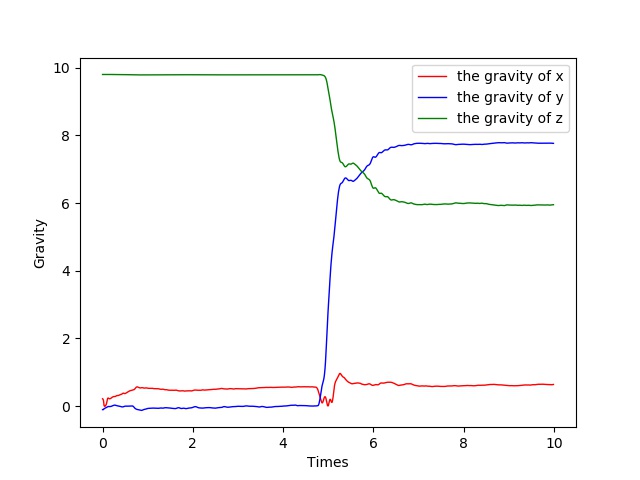 the gravity of x
the gravity of y
the gravity of z
10
8
6
4
2
0
Gravity
0 2 4 6 8 10
Times